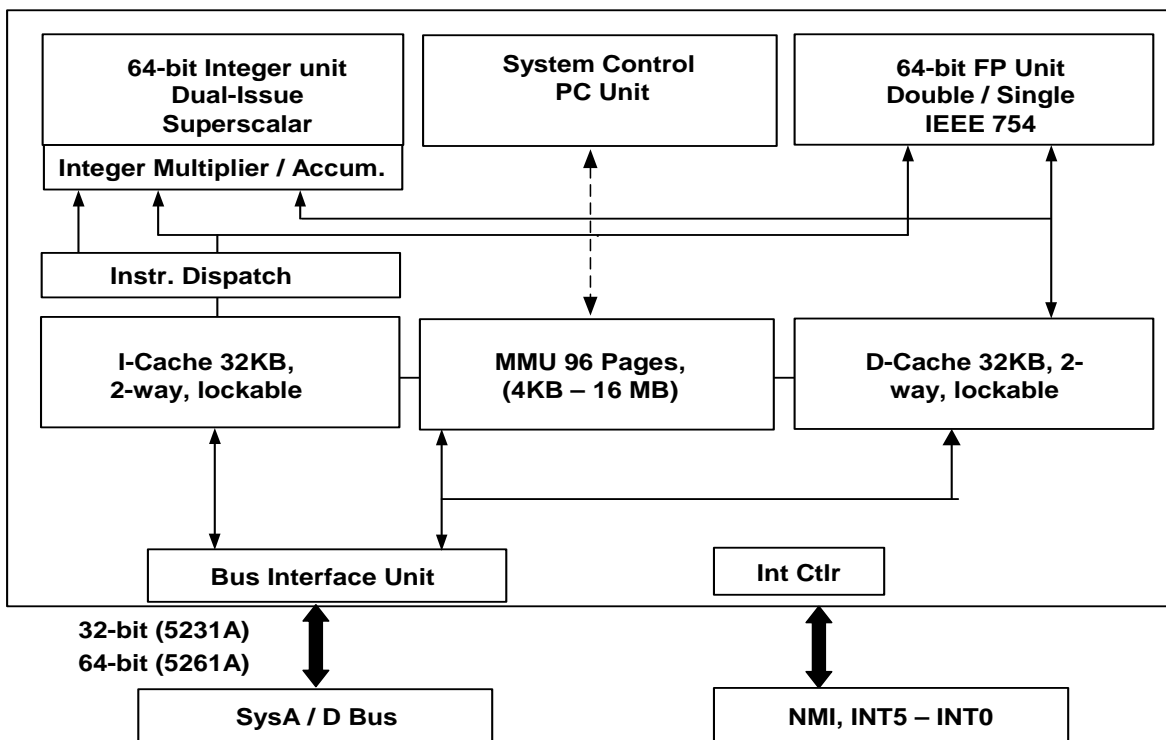 64-bit Integer unit
Dual-Issue
Superscalar
Integer Multiplier / Accum.
System Control
PC Unit
64-bit FP Unit
Double / Single
IEEE 754
Instr. Dispatch
I-Cache 32KB,
2-way, lockable
MMU 96 Pages,
(4KB – 16 MB)
D-Cache 32KB, 2-
way, lockable
Bus Interface Unit
Int Ctlr
32-bit (5231A)
64-bit (5261A)
SysA / D Bus
NMI, INT5 – INT0